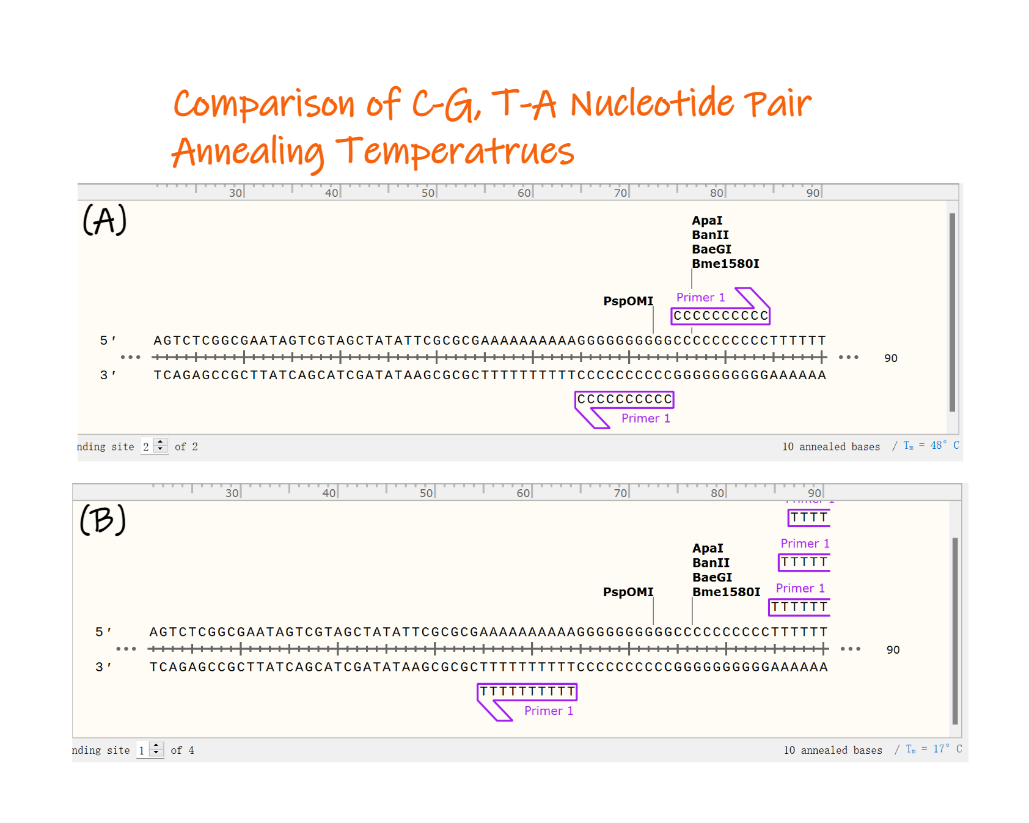 Comparison of C-G, T-A Nucleotide Pair
Annealing Temperatrues
30 40 50 60 70 80 90
(A)
ApaI
BanII
BaeGI
Bme1580I
PspOMI Primer 1
CCCCCCCCCC
5' AGTCTCGGCGAATAGTCGTAGCTATATTCGCGCGAAAAAAAAAAGGGGGGGGGGCCCCCCCCCCTTTTTT
••• ••• 90
3' TCAGAGCCGCTTATCAGCATCGATATAAGCGCGCTTTTTTTTTTCCCCCCCCCCGGGGGGGGGGAAAAAA
CCCCCCCCCC
Primer 1
nding site 2 of 2 10 annealed bases / Tm = 48° C
30 40 50 60 70 80 90
(B)
Primer 1
TTTT
Primer 1
TTTTT
ApaI
BanII
BaeGI
Bme1580I
PspOMI
Primer 1
TTTTTT
5' AGTCTCGGCGAATAGTCGTAGCTATATTCGCGCGAAAAAAAAAAGGGGGGGGGGCCCCCCCCCCTTTTTT
••• ••• 90
3' TCAGAGCCGCTTATCAGCATCGATATAAGCGCGCTTTTTTTTTTCCCCCCCCCCGGGGGGGGGGAAAAAA
TTTTTTTTTT
Primer 1
nding site 1 of 4 10 annealed bases / Tm = 17° C